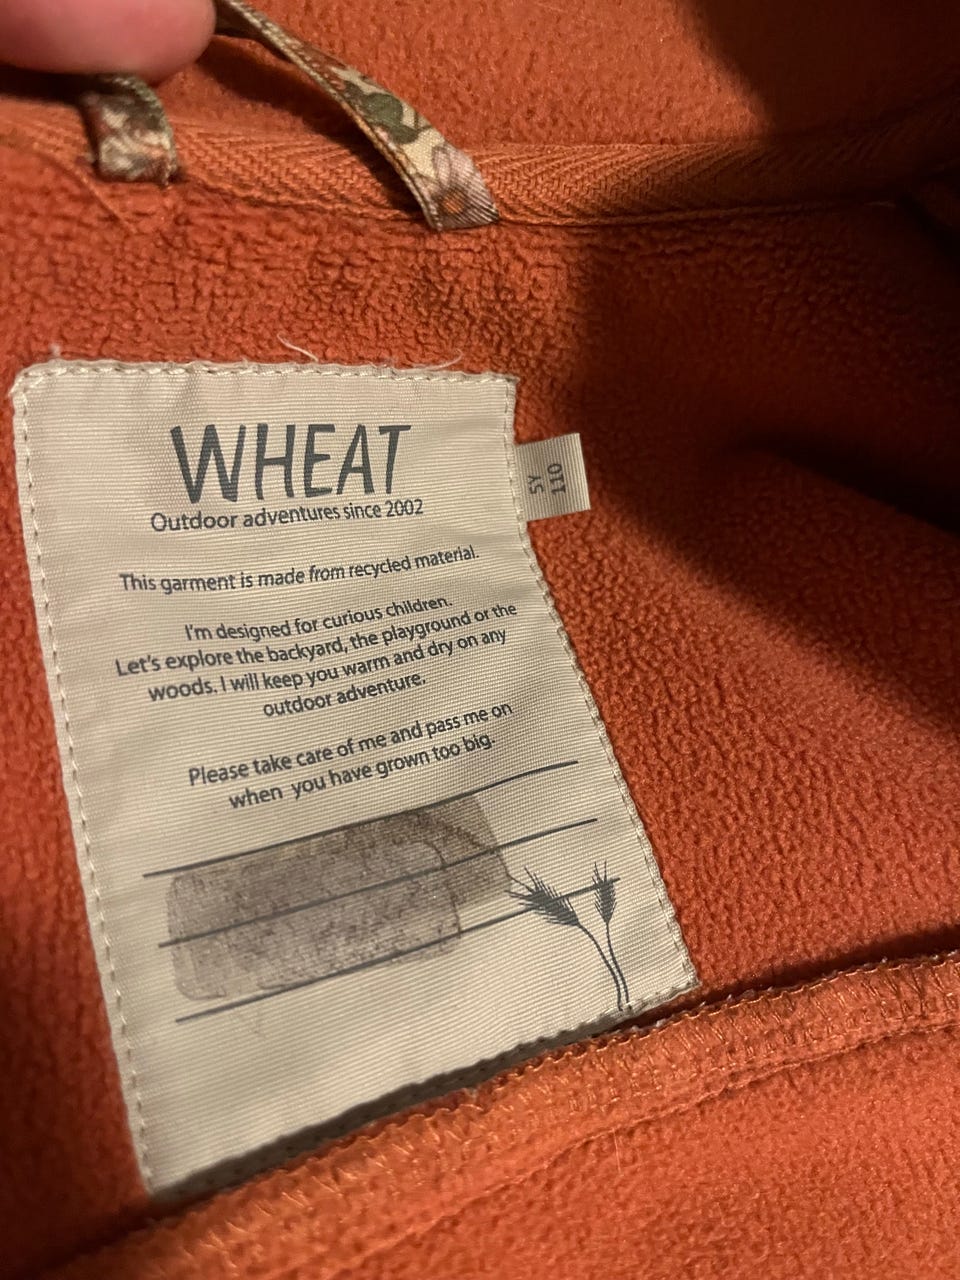 WHEAT
Outdoor adventures since 2002
5Y
110
This garment is made from recycled material.
I'm designed for curious children.
Let's explore the backyard, the playground or the
woods. I will keep you warm and dry on any
outdoor adventure.
Please take care of me and pass me on
when you have grown too big.